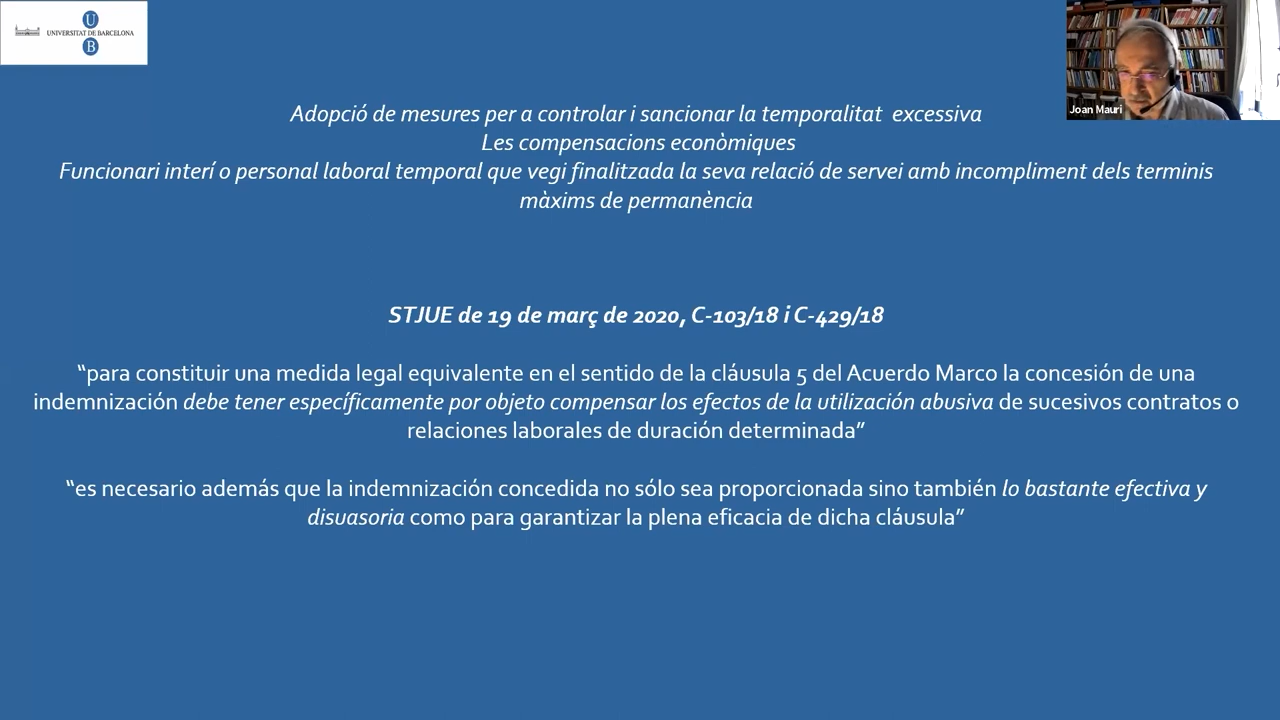 U
UNIVERSITAT DE BARCELONA
B
Joan Mauri
Adopció de mesures per a controlar i sancionar la temporalitat excessiva
Les compensacions econòmiques
Funcionari interí o personal laboral temporal que vegi finalitzada la seva relació de servei amb incompliment dels terminis
màxims de permanència
STJUE de 19 de març de 2020, C-103/18 i C-429/18
“para constituir una medida legal equivalente en el sentido de la cláusula 5 del Acuerdo Marco la concesión de una
indemnización debe tener específicamente por objeto compensar los efectos de la utilización abusiva de sucesivos contratos o
relaciones laborales de duración determinada”
“es necesario además que la indemnización concedida no sólo sea proporcionada sino también lo bastante efectiva y
disuasoria como para garantizar la plena eficacia de dicha cláusula”